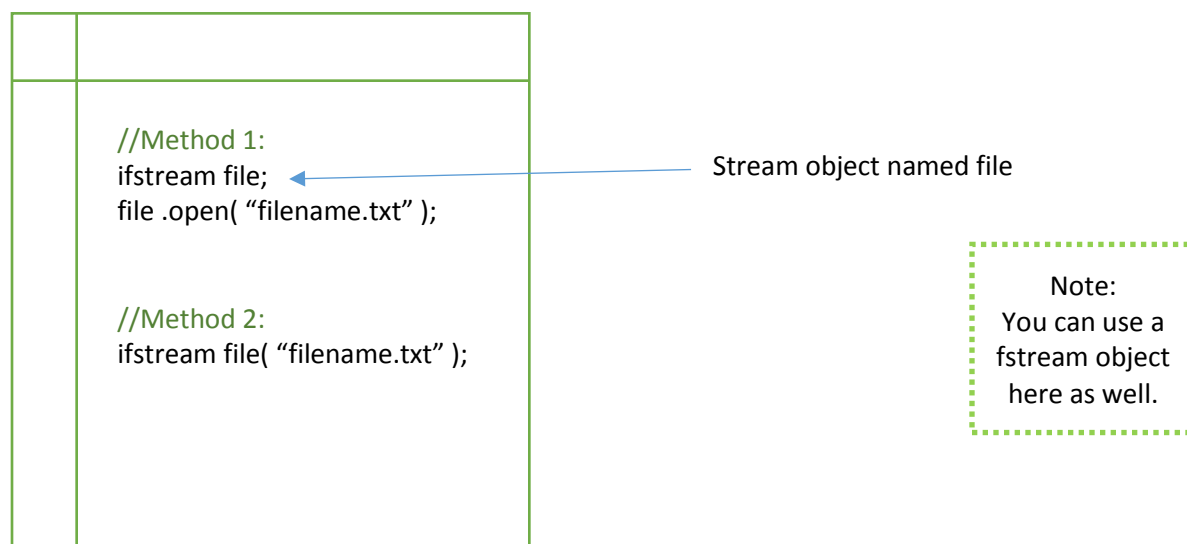 //Method 1:
ifstream file;
Stream object named file
file .open( “filename.txt” );
//Method 2:
ifstream file( “filename.txt” );
Note:
You can use a
fstream object
here as well.